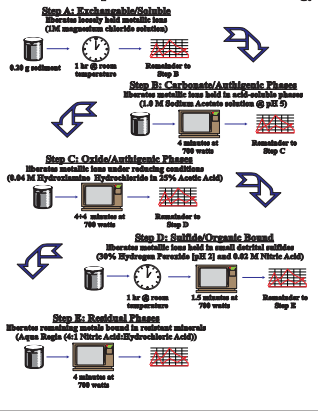 Step A: Exchangable/Soluble
liberates loosely held metallic ions
(1M magnesium chloride solution)
0.20 g sediment
1 hr @ room
temperature
Remainder to
Step B
Step B: Carbonate/Authigenic Phases
liberates metallic ions held in acid-soluble phases
(1.0 M Sodium Acetate solution @ pH 5)
4 minutes at
700 watts
Remainder to
Step C
Step C: Oxide/Authigenic Phases
liberates metallic ions under reducing conditions
(0.04 M Hydroxlamine Hydrochloride in 25% Acetic Acid)
4+4 minutes at
700 watts
Remainder to
Step D
Step D: Sulfide/Organic Bound
liberates metallic ions held in small detrital sulfides
(30% Hydrogen Peroxide [pH 2] and 0.02 M Nitric Acid)
1 hr @ room
temperature
1.5 minutes at
700 watts
Remainder to
Step E
Step E: Residual Phases
liberates remaining metals bound in resistant minerals
(Aqua Regia (4:1 Nitric Acid:Hydrochloric Acid))
4 minutes at
700 watts